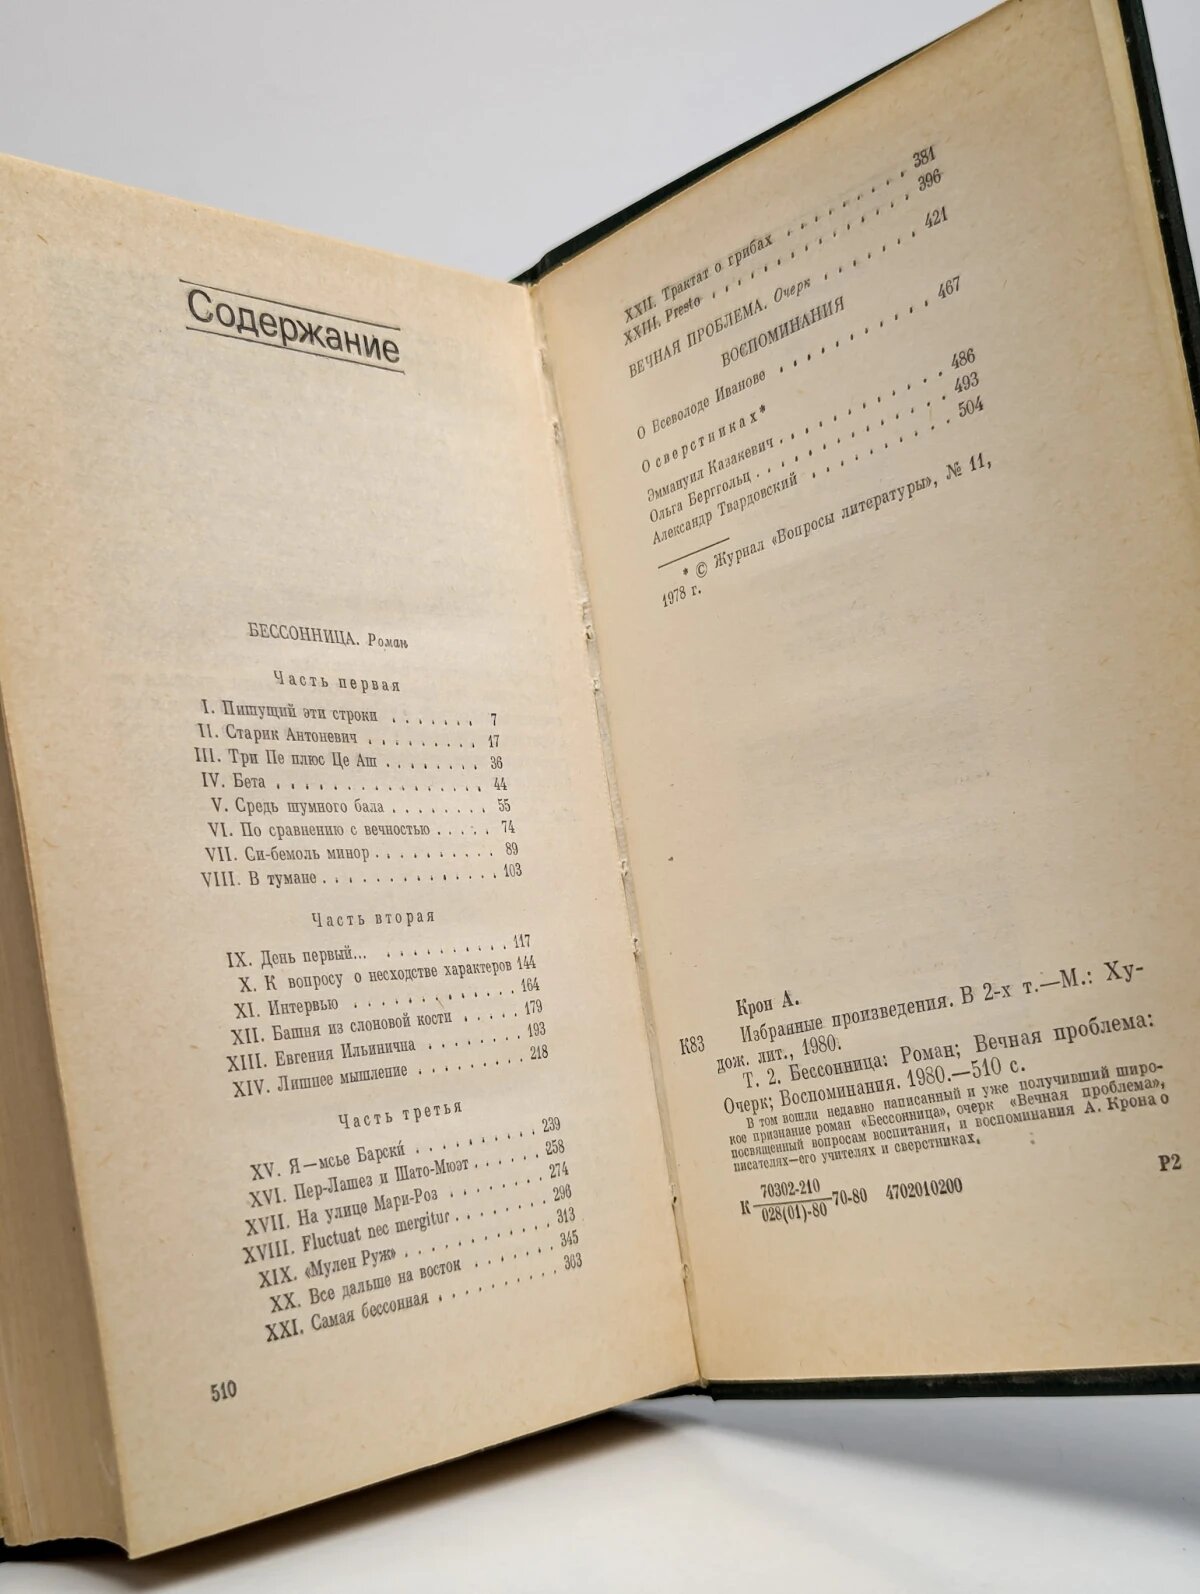 Содержание
БЕССОННИЦА. Роман
Часть первая
I. Пишущий эти строки . . . . . . . 7
II. Старик Антоневич . . . . . . . . . 17
III. Три Пе плюс Це Аш . . . . . . . . 36
IV. Бета . . . . . . . . . . . . . . . . 44
V. Средь шумного бала . . . . . . . . 55
VI. По сравнению с вечностью . . . . . 74
VII. Си-бемоль минор . . . . . . . . . . 89
VIII. В тумане . . . . . . . . . . . . . . 103
Часть вторая
IX. День первый... . . . . . . . . . . . 117
X. К вопросу о несходстве характеров 144
XI. Интервью . . . . . . . . . . . . 164
XII. Башня из слоновой кости . . . . . 179
XIII. Евгения Ильинична . . . . . . . . 193
XIV. Лишнее мышление . . . . . . . . 218
Часть третья
XV. Я — мсье Барски́ . . . . . . . . . . 239
XVI. Пер-Лашез и Шато-Мюэт . . . . . . 258
XVII. На улице Мари-Роз . . . . . . . . 274
XVIII. Fluctuat nec mergitur . . . . . . . . 296
XIX. «Мулен Руж» . . . . . . . . . . . 313
XX. Все дальше на восток . . . . . . . 345
XXI. Самая бессонная . . . . . . . . . . 363
510
XXII. Трактат о грибах . . . . . . . . . 381
XXIII. Presto . . . . . . . . . . . . . . 396
ВЕЧНАЯ ПРОБЛЕМА. Очерк . . . . . . . 421
ВОСПОМИНАНИЯ
О Всеволоде Иванове . . . . . . . . . . 467
О сверстниках*
Эммануил Казакевич . . . . . . . . . . . 486
Ольга Берггольц . . . . . . . . . . . . . 493
Александр Твардовский . . . . . . . . . . 504
* © Журнал «Вопросы литературы», № 11,
1978 г.
Крон А.
К83 Избранные произведения. В 2-х т.— М.: Ху-
дож. лит., 1980.
Т. 2. Бессонница: Роман; Вечная проблема:
Очерк; Воспоминания. 1980.— 510 с.
В том вошли недавно написанный и уже получивший широ-
кое признание роман «Бессонница», очерк «Вечная проблема»,
посвященный вопросам воспитания, и воспоминания А. Крона о
писателях — его учителях и сверстниках.
К 70302-210/028(01)-80 70-80 4702010200 Р2